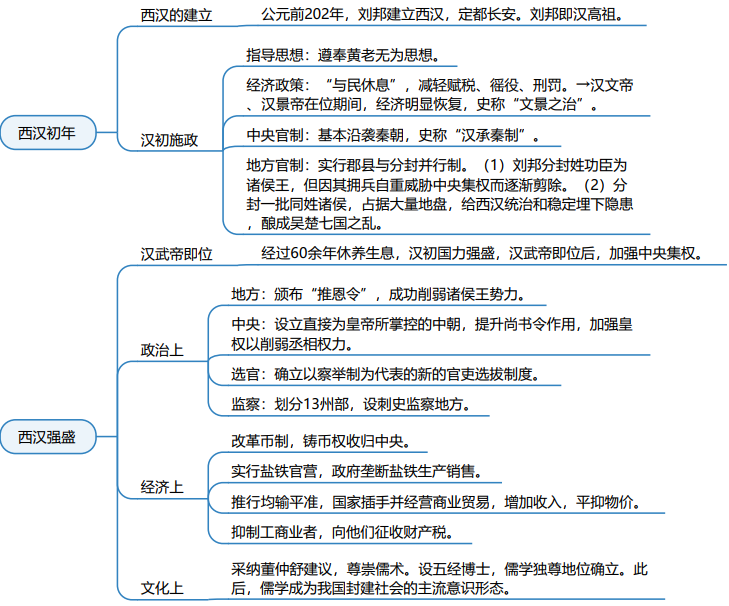 西汉初年
西汉的建立
公元前202年，刘邦建立西汉，定都长安。刘邦即汉高祖。
汉初施政
指导思想：遵奉黄老无为思想。
经济政策：“与民休息”，减轻赋税、徭役、刑罚。→汉文帝
、汉景帝在位期间，经济明显恢复，史称“文景之治”。
中央官制：基本沿袭秦朝，史称“汉承秦制”.
地方官制：实行郡县与分封并行制。（1）刘邦分封姓功臣为
诸侯王，但因其拥兵自重威胁中央集权而逐渐剪除。（2）分
封一批同姓诸侯，占据大量地盘，给西汉统治和稳定埋下隐患
，酿成吴楚七国之乱。
西汉强盛
汉武帝即位
经过60余年休养生息，汉初国力强盛，汉武帝即位后，加强中央集权。
政治上
地方：颁布“推恩令”，成功削弱诸侯王势力。
中央：设立直接为皇帝所掌控的中朝，提升尚书令作用，加强皇
权以削弱丞相权力。
选官：确立以察举制为代表的新的官吏选拔制度。
监察：划分13州部，设刺史监察地方。
经济上
改革币制，铸币权收归中央。
实行盐铁官营，政府垄断盐铁生产销售。
推行均输平准，国家插手并经营商业贸易，增加收入，平抑物价。
抑制工商业者，向他们征收财产税。
文化上
采纳董仲舒建议，尊崇儒术。设五经博士，儒学独尊地位确立。此
后，儒学成为我国封建社会的主流意识形态。